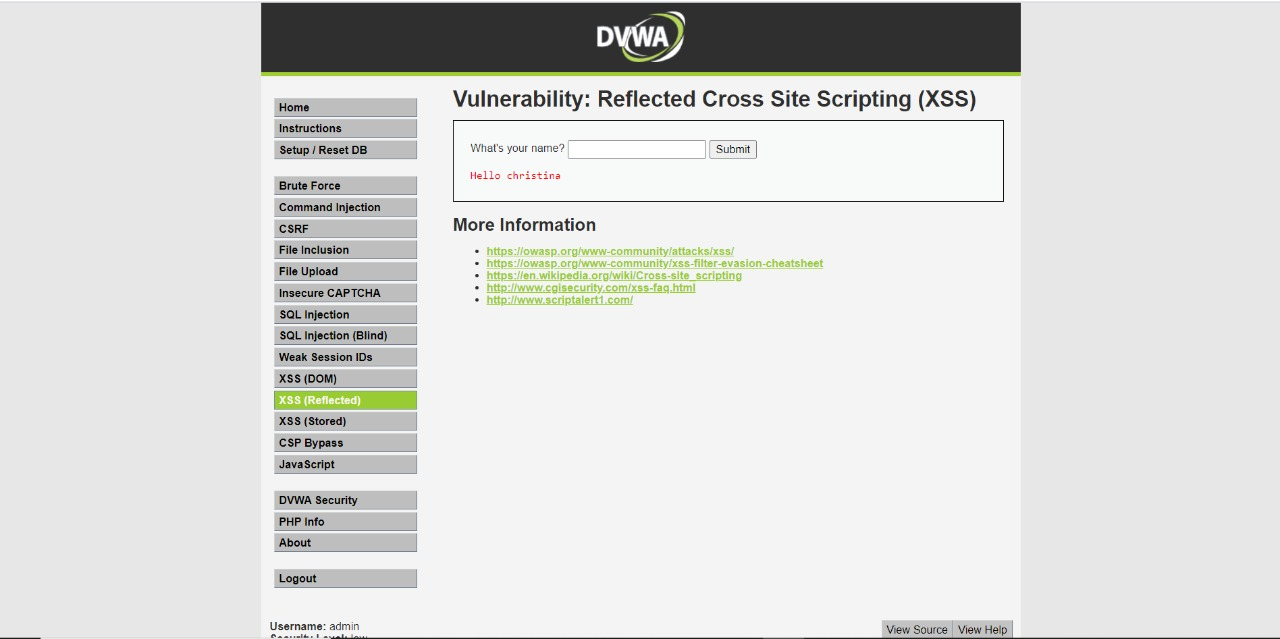 DVWA
Home
Instructions
Setup / Reset DB
Brute Force
Command Injection
CSRF
File Inclusion
File Upload
Insecure CAPTCHA
SQL Injection
SQL Injection (Blind)
Weak Session IDs
XSS (DOM)
XSS (Reflected)
XSS (Stored)
CSP Bypass
JavaScript
DVWA Security
PHP Info
About
Logout
Vulnerability: Reflected Cross Site Scripting (XSS)
What's your name? Submit
Hello christina
More Information
https://owasp.org/www-community/attacks/xss/
https://owasp.org/www-community/xss-filter-evasion-cheatsheet
https://en.wikipedia.org/wiki/Cross-site_scripting
http://www.cgisecurity.com/xss-faq.html
http://www.scriptalert1.com/
Username: admin
View Source View Help